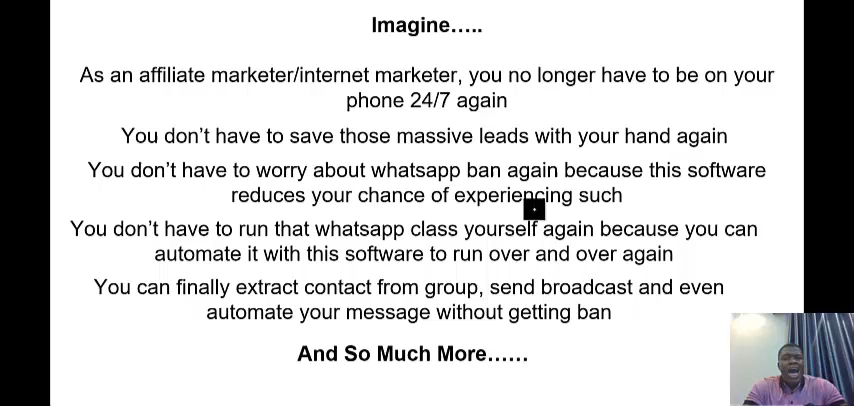 Imagine…..
As an affiliate marketer/internet marketer, you no longer have to be on your
phone 24/7 again
You don't have to save those massive leads with your hand again
You don't have to worry about whatsapp ban again because this software
reduces your chance of experiencing such
You don't have to run that whatsapp class yourself again because you can
automate it with this software to run over and over again
You can finally extract contact from group, send broadcast and even
automate your message without getting ban
And So Much More……